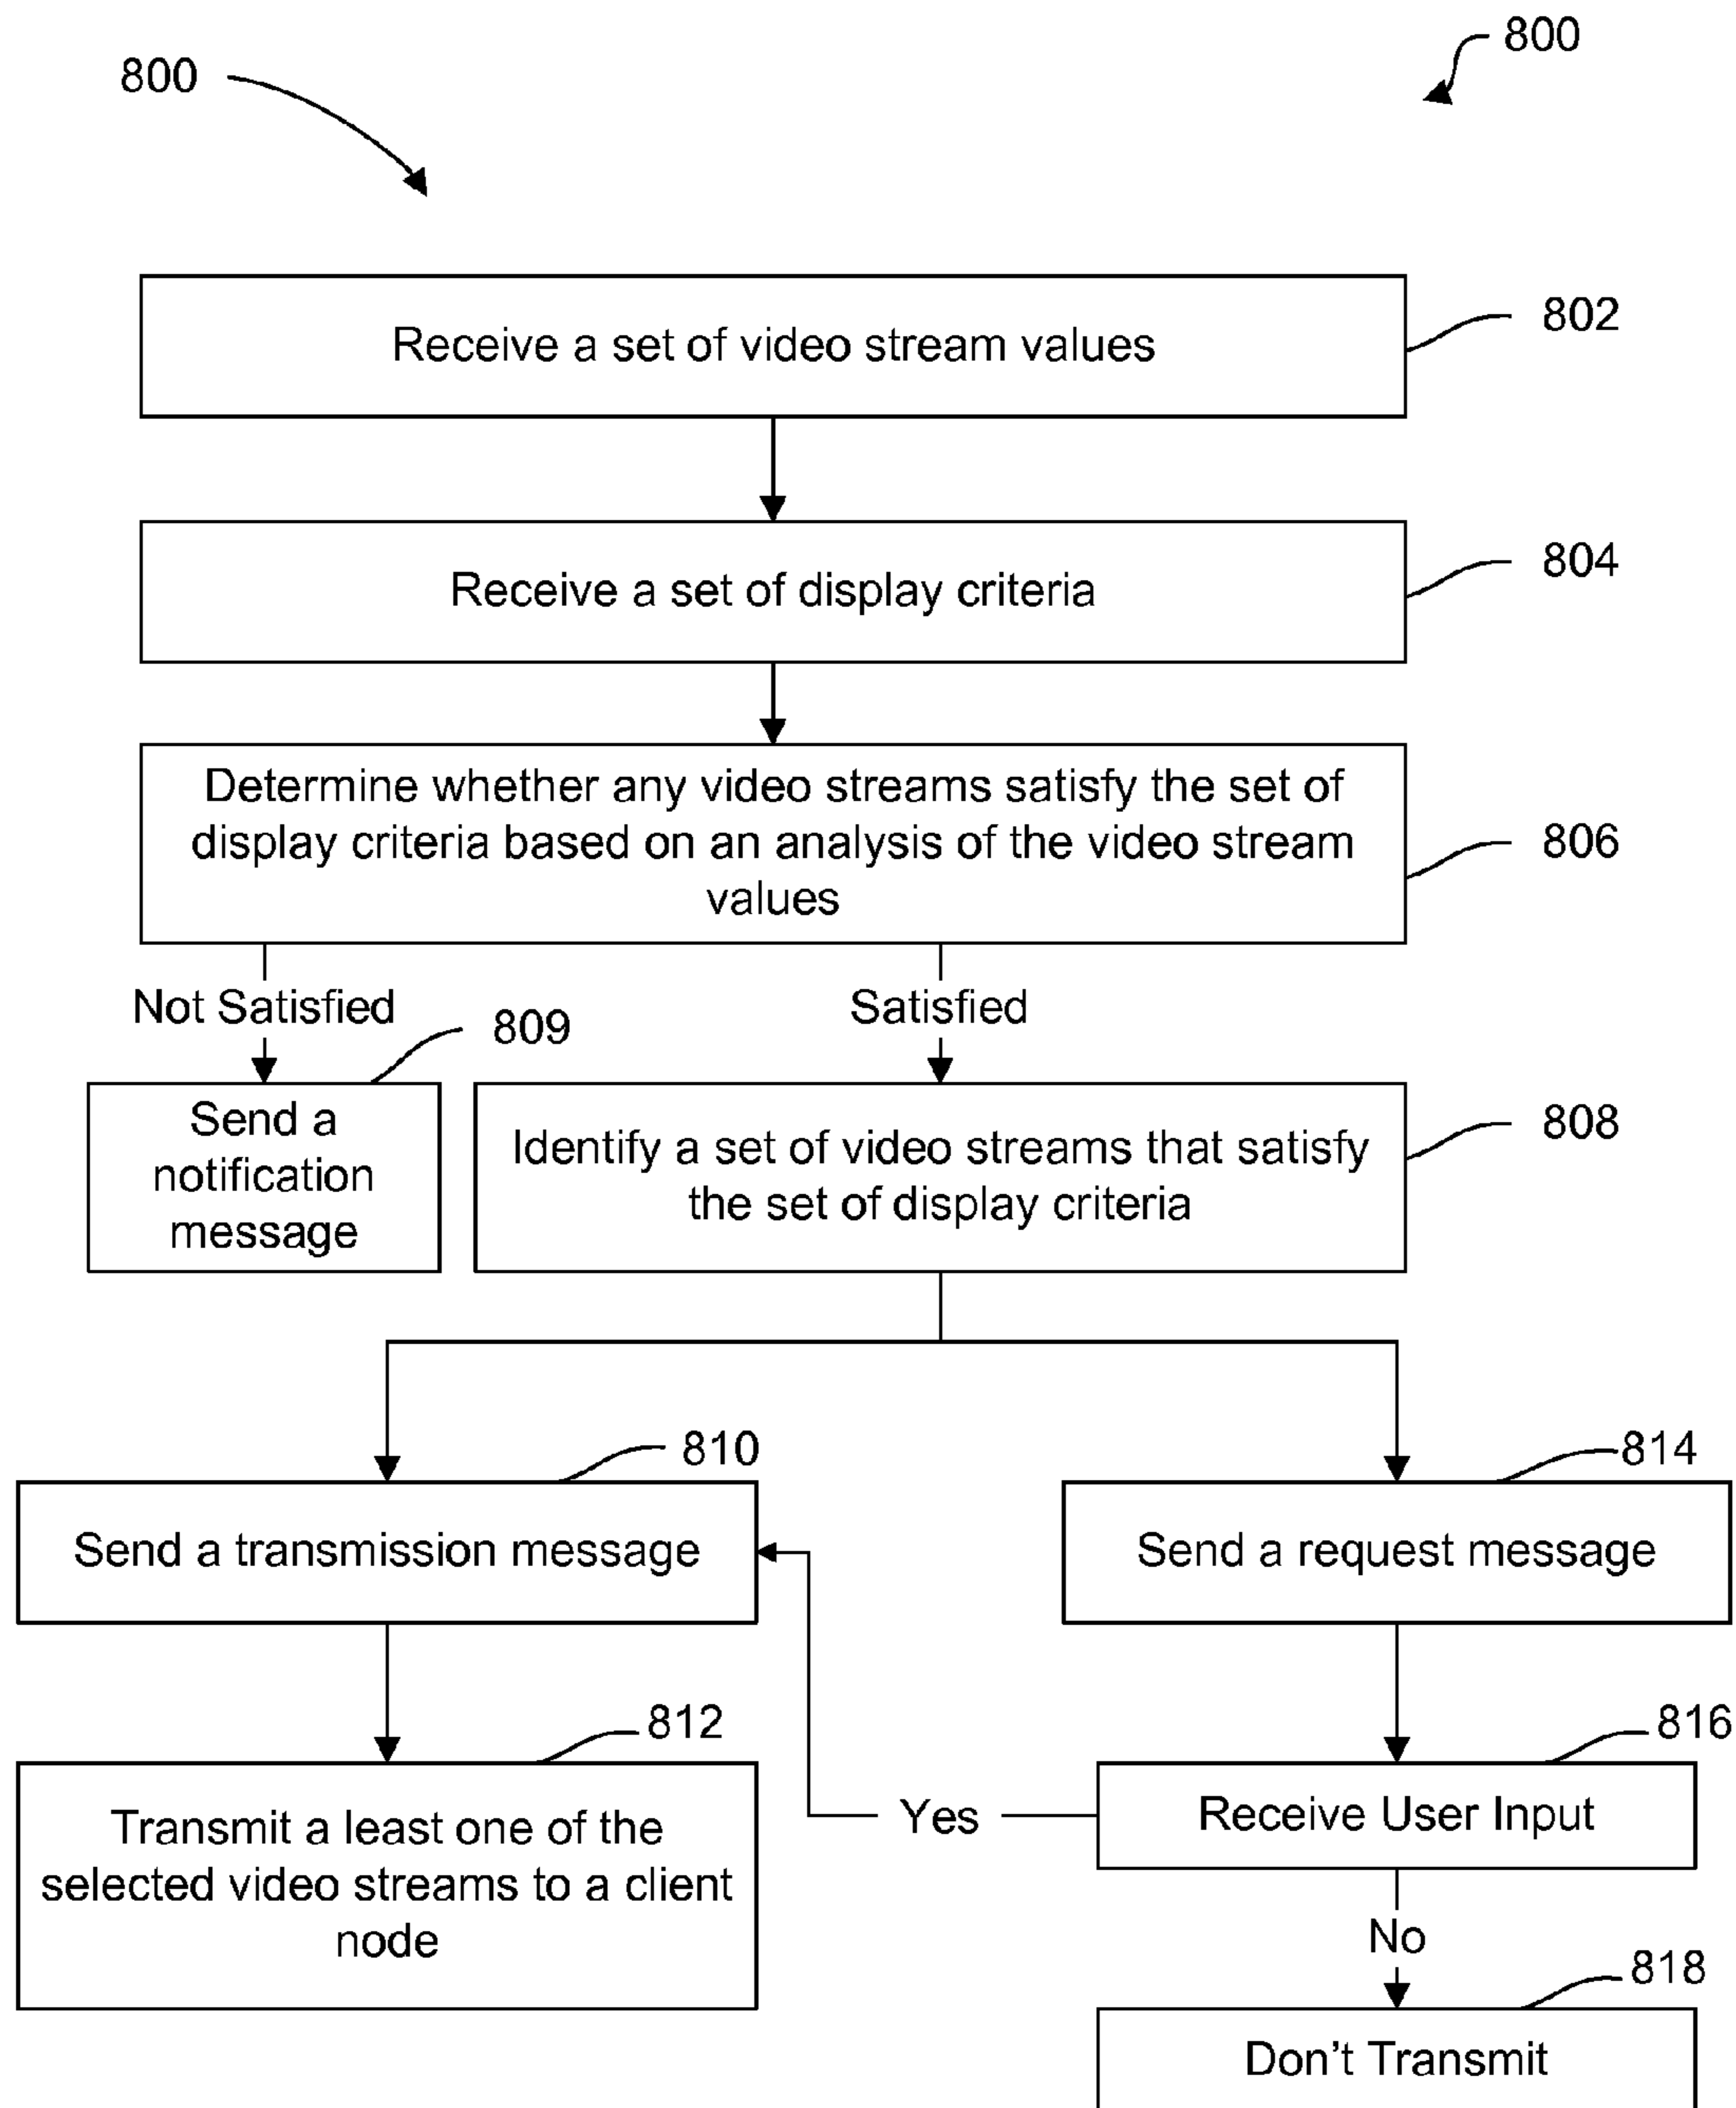 800
800
Receive a set of video stream values
802
Receive a set of display criteria
804
Determine whether any video streams satisfy the set of
display criteria based on an analysis of the video stream
values
806
Not Satisfied
Satisfied
809
Send a
notification
message
Identify a set of video streams that satisfy
the set of display criteria
808
810
814
Send a transmission message
Send a request message
812
816
Transmit a least one of the
selected video streams to a client
node
Yes
Receive User Input
No
818
Don't Transmit